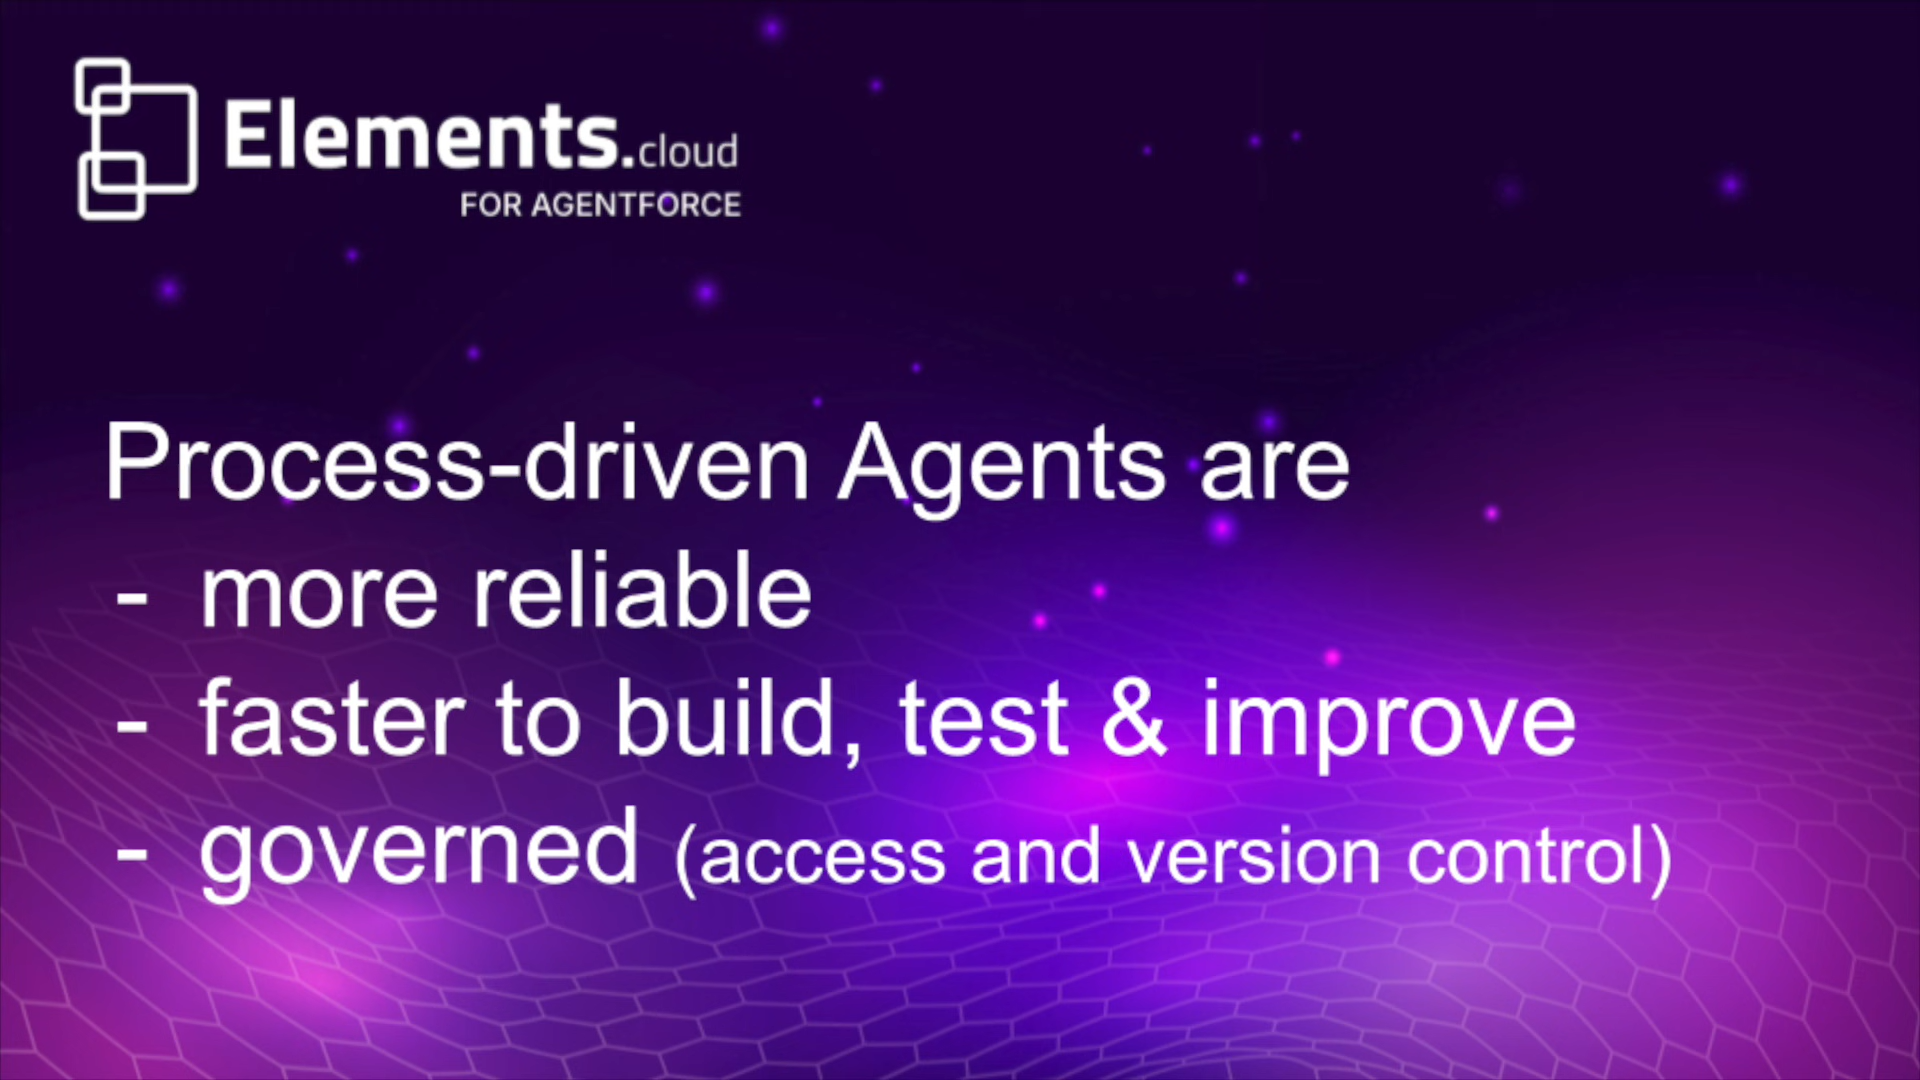 Elements.cloud
FOR AGENTFORCE
Process-driven Agents are
- more reliable
- faster to build, test & improve
- governed (access and version control)